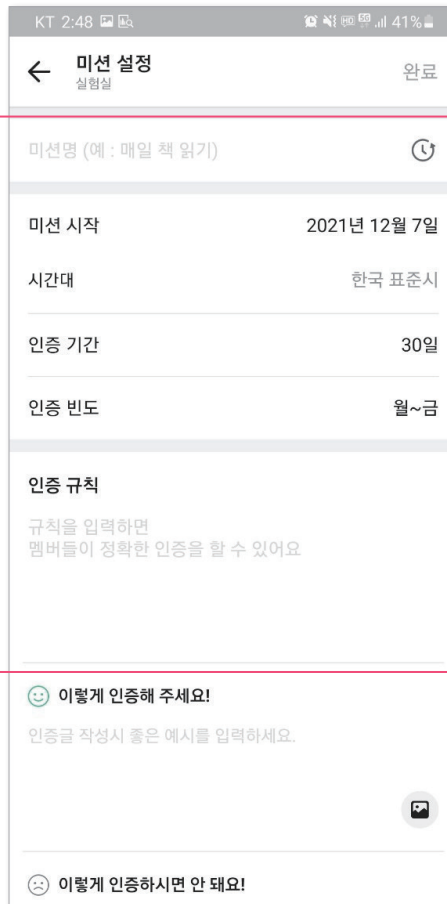 KT 2:48 41%
미션 설정
실험실
완료
미션명 (예 : 매일 책 읽기)
미션 시작 2021년 12월 7일
시간대 한국 표준시
인증 기간 30일
인증 빈도 월~금
인증 규칙
규칙을 입력하면
멤버들이 정확한 인증을 할 수 있어요
이렇게 인증해 주세요!
인증글 작성시 좋은 예시를 입력하세요.
이렇게 인증하시면 안 돼요!